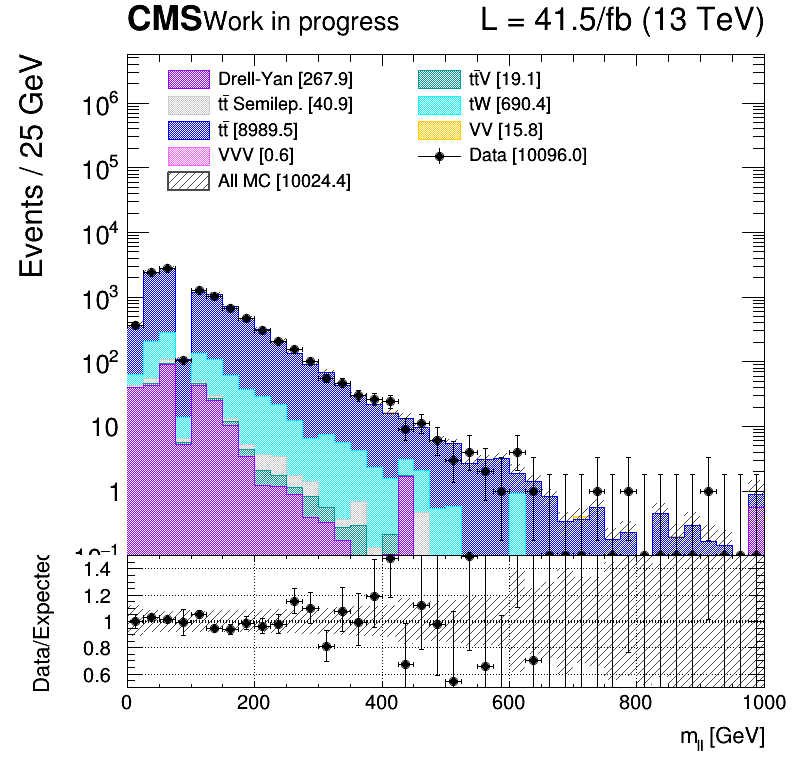 CMS Work in progress L = 41.5/fb (13 TeV)
Events / 25 GeV
Drell-Yan [267.9] tt̄V [19.1]
tt̄ Semilep. [40.9] tW [690.4]
tt̄ [8989.5] VV [15.8]
VVV [0.6] Data [10096.0]
All MC [10024.4]
10⁶
10⁵
10⁴
10³
10²
10
1
10⁻¹
Data/Expected
1.4
1.2
1
0.8
0.6
0 200 400 600 800 1000
m_ll [GeV]